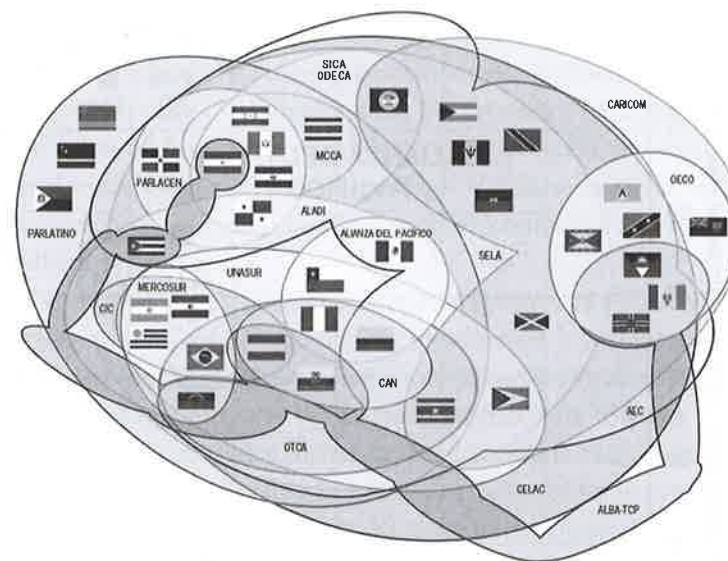 SICA
ODECA
CARICOM
MCCA
OECO
PARLACEN
ALADI
PARLATINO
ALIANZA DEL PACIFICO
SELA
UNASUR
MERCOSUR
CIC
CAN
AEC
OTCA
CELAC
ALBA-TCP